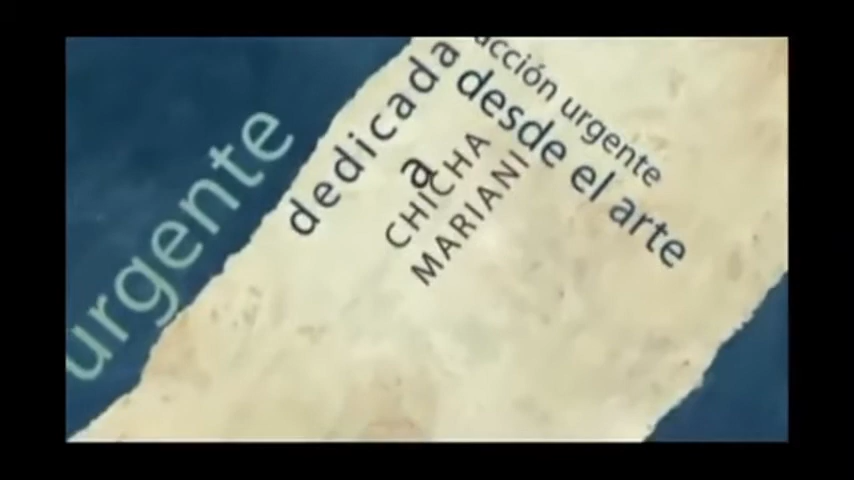 urgente
dedicada
a
CHICHA
MARIANI
acción urgente
desde el arte